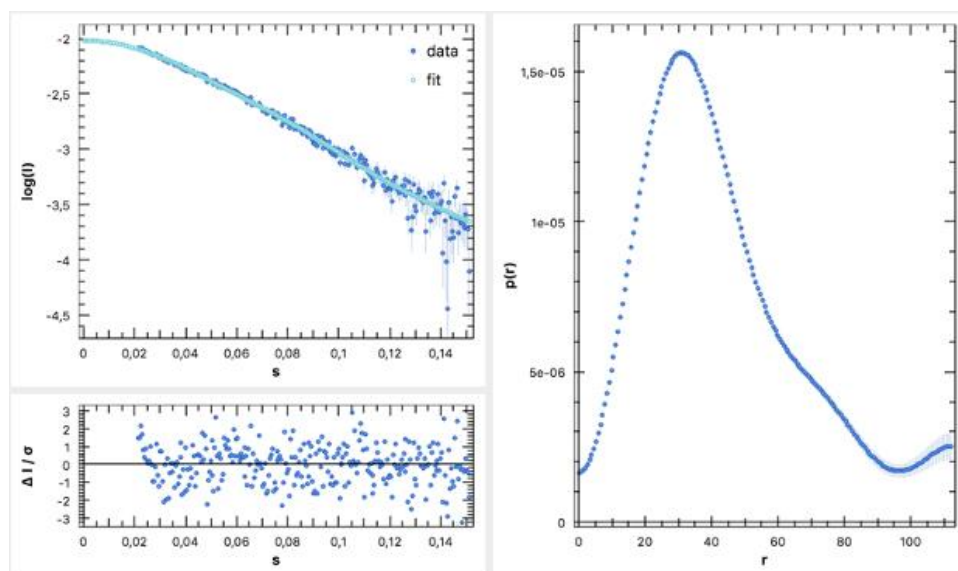 -2
-2,5
-3
-3,5
-4
-4,5
log(I)
data
fit
0 0,02 0,04 0,06 0,08 0,1 0,12 0,14
s
3
2
1
0
-1
-2
-3
Δ I / σ
0 0,02 0,04 0,06 0,08 0,1 0,12 0,14
s
1,5e-05
1e-05
5e-06
0
p(r)
0 20 40 60 80 100
r